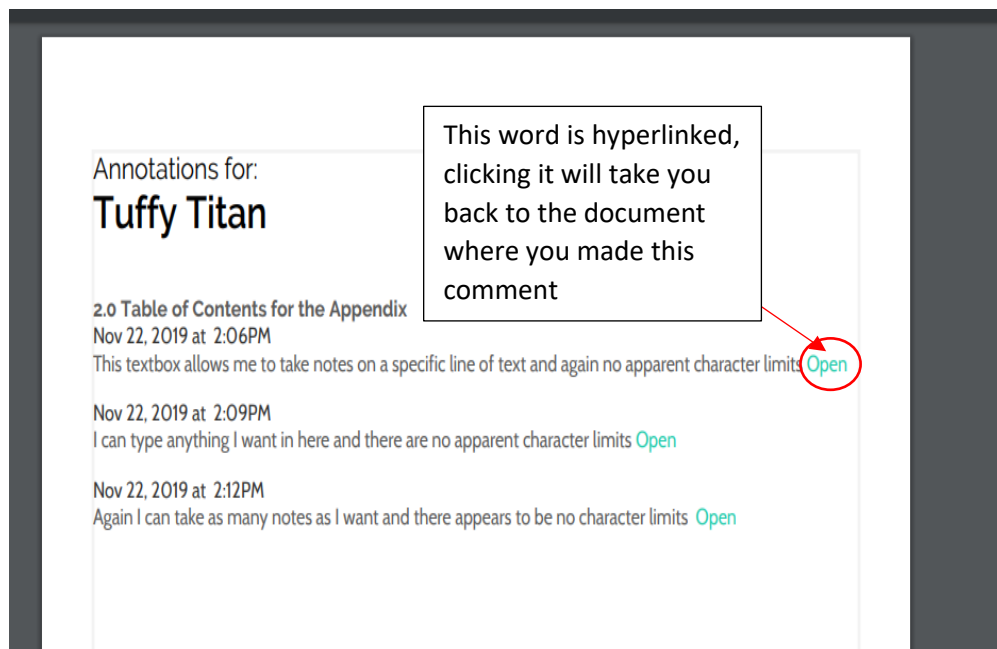 This word is hyperlinked,
clicking it will take you
back to the document
where you made this
comment
Annotations for:
Tuffy Titan
2.0 Table of Contents for the Appendix
Nov 22, 2019 at 2:06PM
This textbox allows me to take notes on a specific line of text and again no apparent character limits Open
Nov 22, 2019 at 2:09PM
I can type anything I want in here and there are no apparent character limits Open
Nov 22, 2019 at 2:12PM
Again I can take as many notes as I want and there appears to be no character limits Open